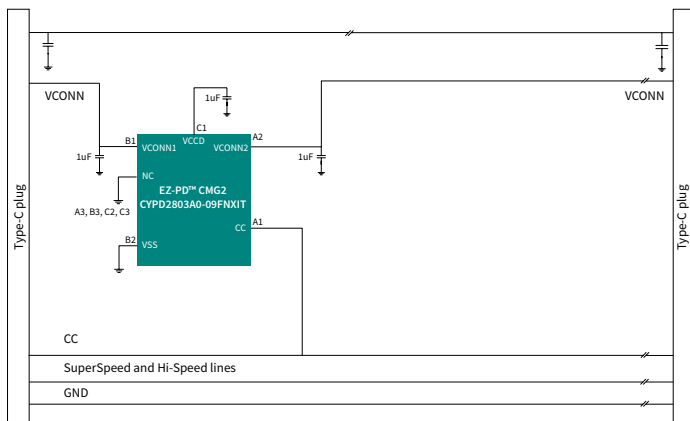 VCONN
VCONN
1uF
C1
VCCD
B1
A2
VCONN1
VCONN2
1uF
1uF
NC
EZ-PD™ CMG2
CYPD2803A0-09FNXIT
A3, B3, C2, C3
A1
CC
B2
VSS
Type-C plug
Type-C plug
CC
SuperSpeed and Hi-Speed lines
GND